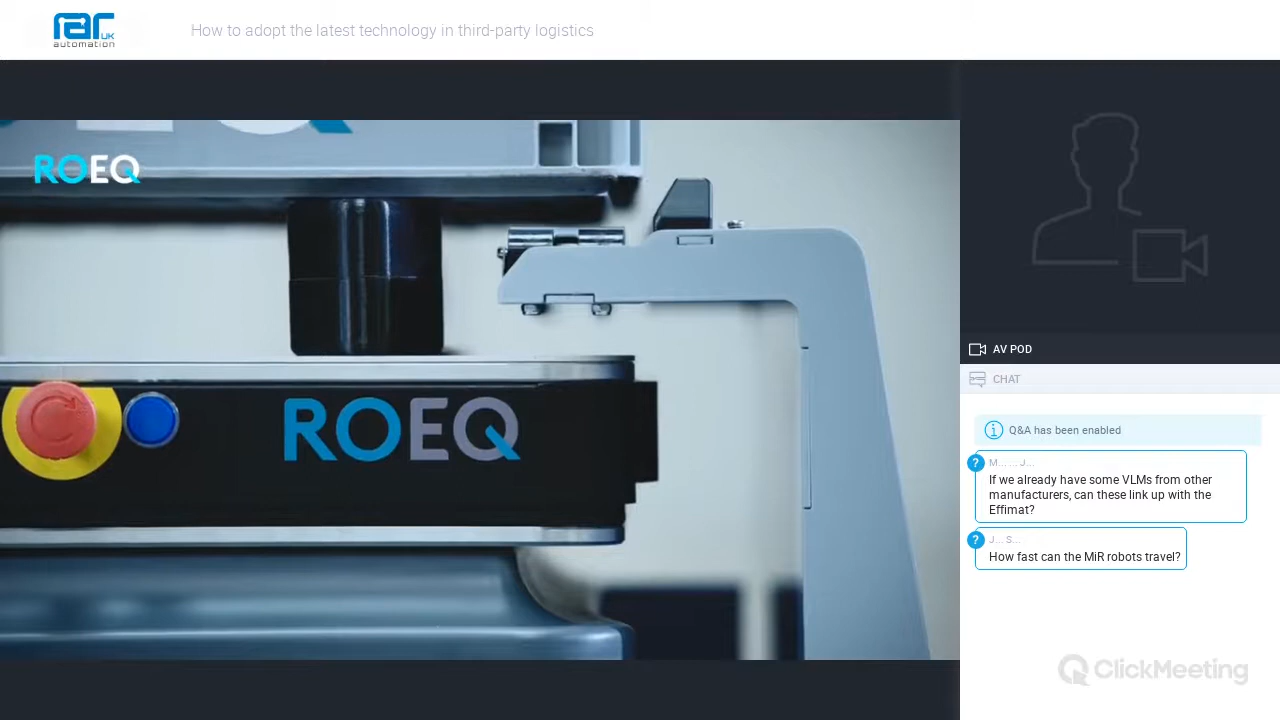 rar
UK
automation
How to adopt the latest technology in third-party logistics
ROEQ
ROEQ
AV POD
CHAT
Q&A has been enabled
?
M... ... J...
If we already have some VLMs from other
manufacturers, can these link up with the
Effimat?
?
J... S...
How fast can the MiR robots travel?
ClickMeeting